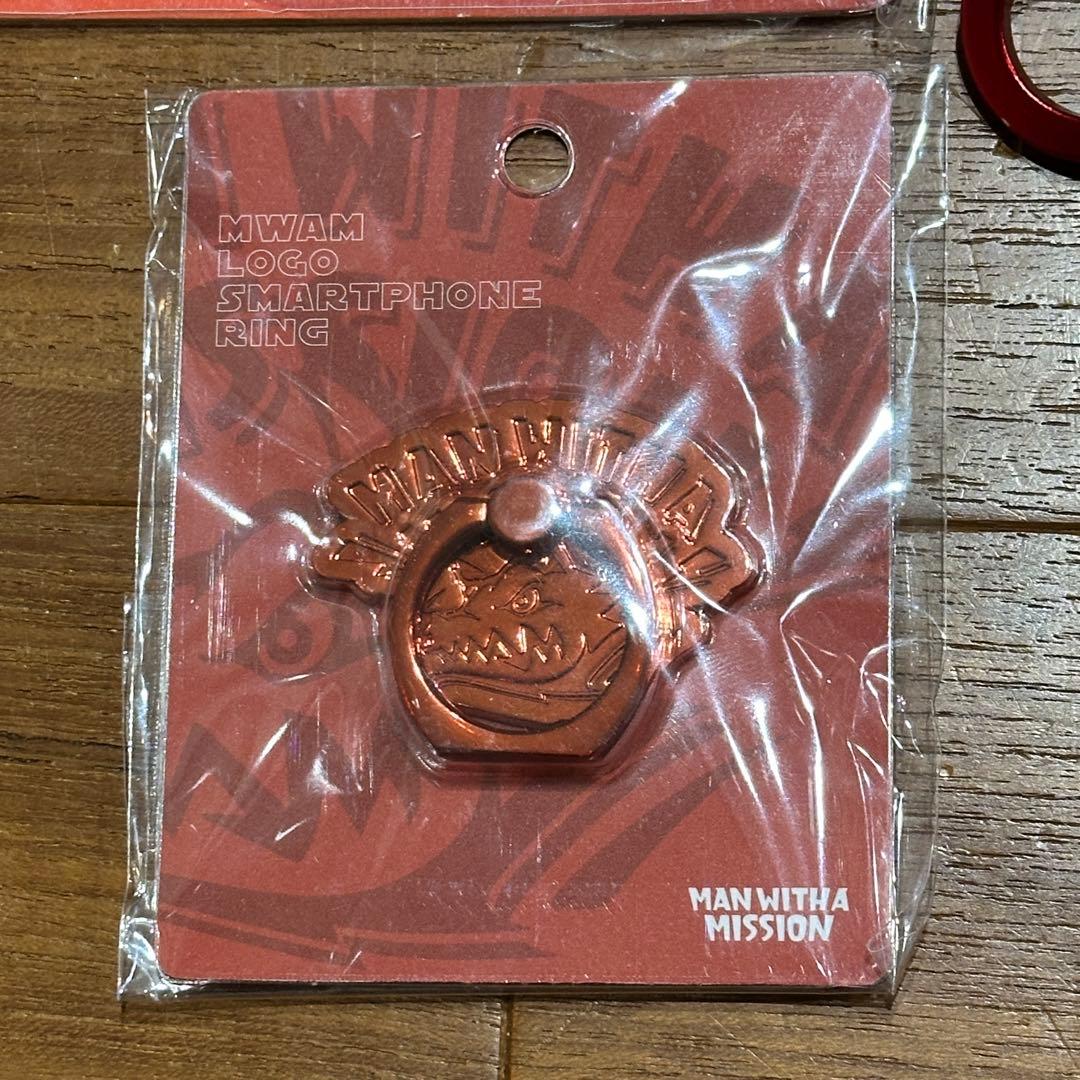 MWAM
LOGO
SMARTPHONE
RING
MAN WITH A
MAN WITH A
MISSION